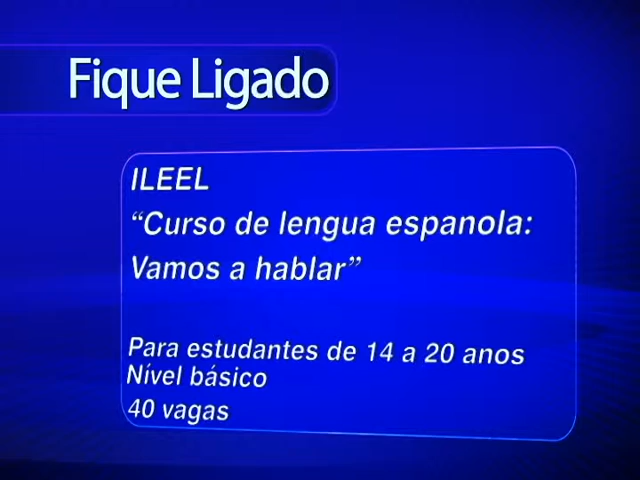 Fique Ligado
ILEEL
“Curso de lengua espanola:
Vamos a hablar”
Para estudantes de 14 a 20 anos
Nível básico
40 vagas